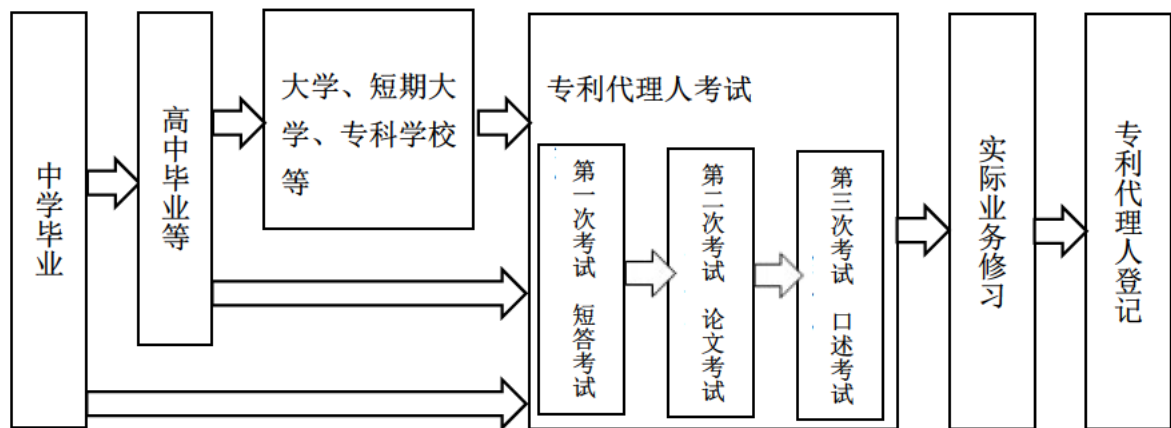 中学毕业
高中毕业等
大学、短期大
学、专科学校
等
专利代理人考试
第一次考试 短答考试
第二次考试 论文考试
第三次考试 口述考试
实际业务修习
专利代理人登记